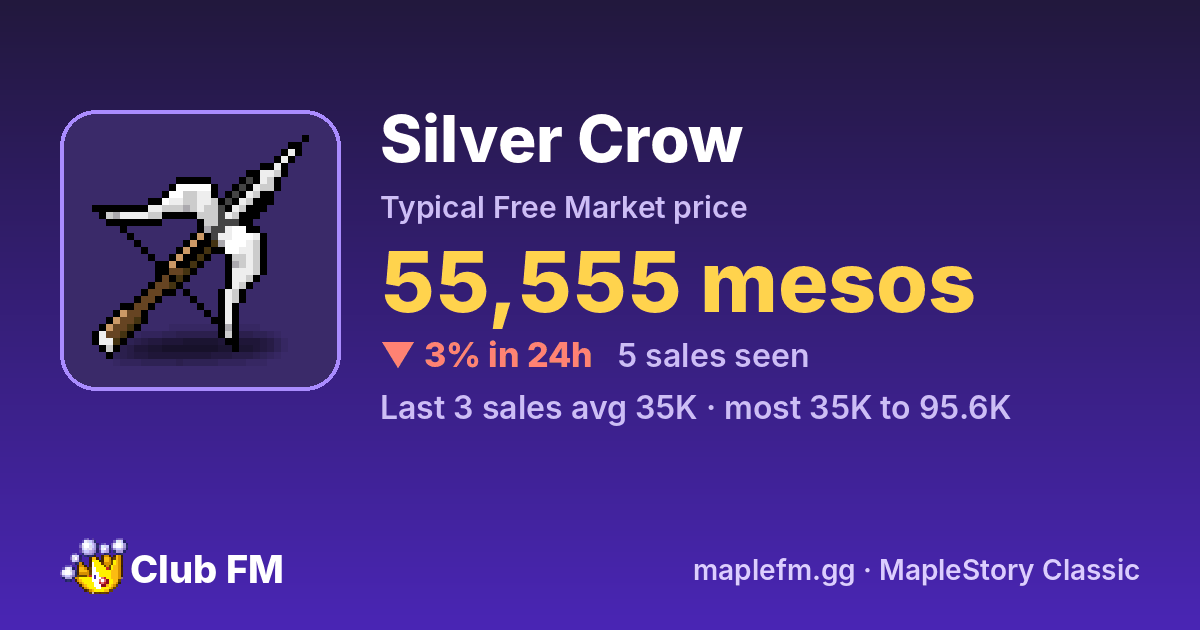 Silver Crow
Typical Free Market price
55,555 mesos
▼ 3% in 24h 5 sales seen
Last 3 sales avg 35K · most 35K to 95.6K
Club FM
maplefm.gg · MapleStory Classic